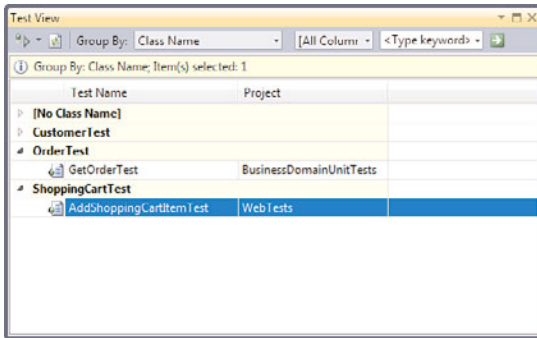 Test View
Group By: Class Name [All Columr <Type keyword>
Group By: Class Name; Item(s) selected: 1
Test Name Project
[No Class Name]
CustomerTest
OrderTest
GetOrderTest BusinessDomainUnitTests
ShoppingCartTest
AddShoppingCartItemTest WebTests